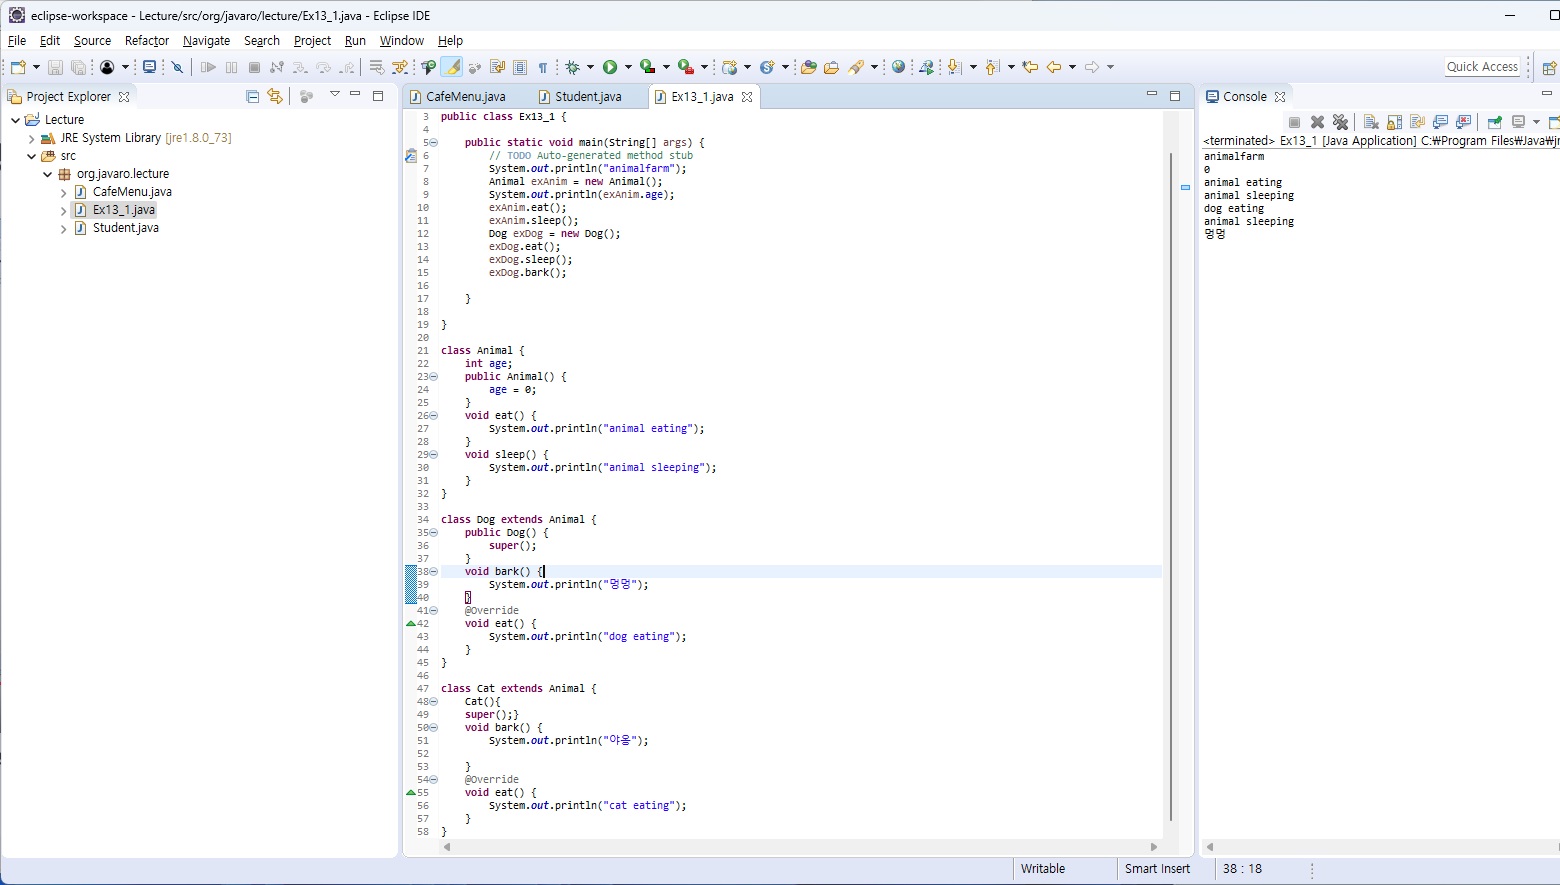 eclipse-workspace - Lecture/src/org/javaro/lecture/Ex13_1.java - Eclipse IDE
File Edit Source Refactor Navigate Search Project Run Window Help
Quick Access
Project Explorer
Lecture
JRE System Library [jre1.8.0_73]
src
org.javaro.lecture
CafeMenu.java
Ex13_1.java
Student.java
CafeMenu.java Student.java Ex13_1.java
3 public class Ex13_1 {
4
5 public static void main(String[] args) {
6 // TODO Auto-generated method stub
7 System.out.println("animalfarm");
8 Animal exAnim = new Animal();
9 System.out.println(exAnim.age);
10 exAnim.eat();
11 exAnim.sleep();
12 Dog exDog = new Dog();
13 exDog.eat();
14 exDog.sleep();
15 exDog.bark();
16
17 }
18
19 }
20
21 class Animal {
22 int age;
23 public Animal() {
24 age = 0;
25 }
26 void eat() {
27 System.out.println("animal eating");
28 }
29 void sleep() {
30 System.out.println("animal sleeping");
31 }
32 }
33
34 class Dog extends Animal {
35 public Dog() {
36 super();
37 }
38 void bark() {
39 System.out.println("멍멍");
40 }
41 @Override
42 void eat() {
43 System.out.println("dog eating");
44 }
45 }
46
47 class Cat extends Animal {
48 Cat(){
49 super();}
50 void bark() {
51 System.out.println("야옹");
52
53 }
54 @Override
55 void eat() {
56 System.out.println("cat eating");
57 }
58 }
Console
<terminated> Ex13_1 [Java Application] C:₩Program Files₩Java₩jr
animalfarm
0
animal eating
animal sleeping
dog eating
animal sleeping
멍멍
Writable Smart Insert 38 : 18